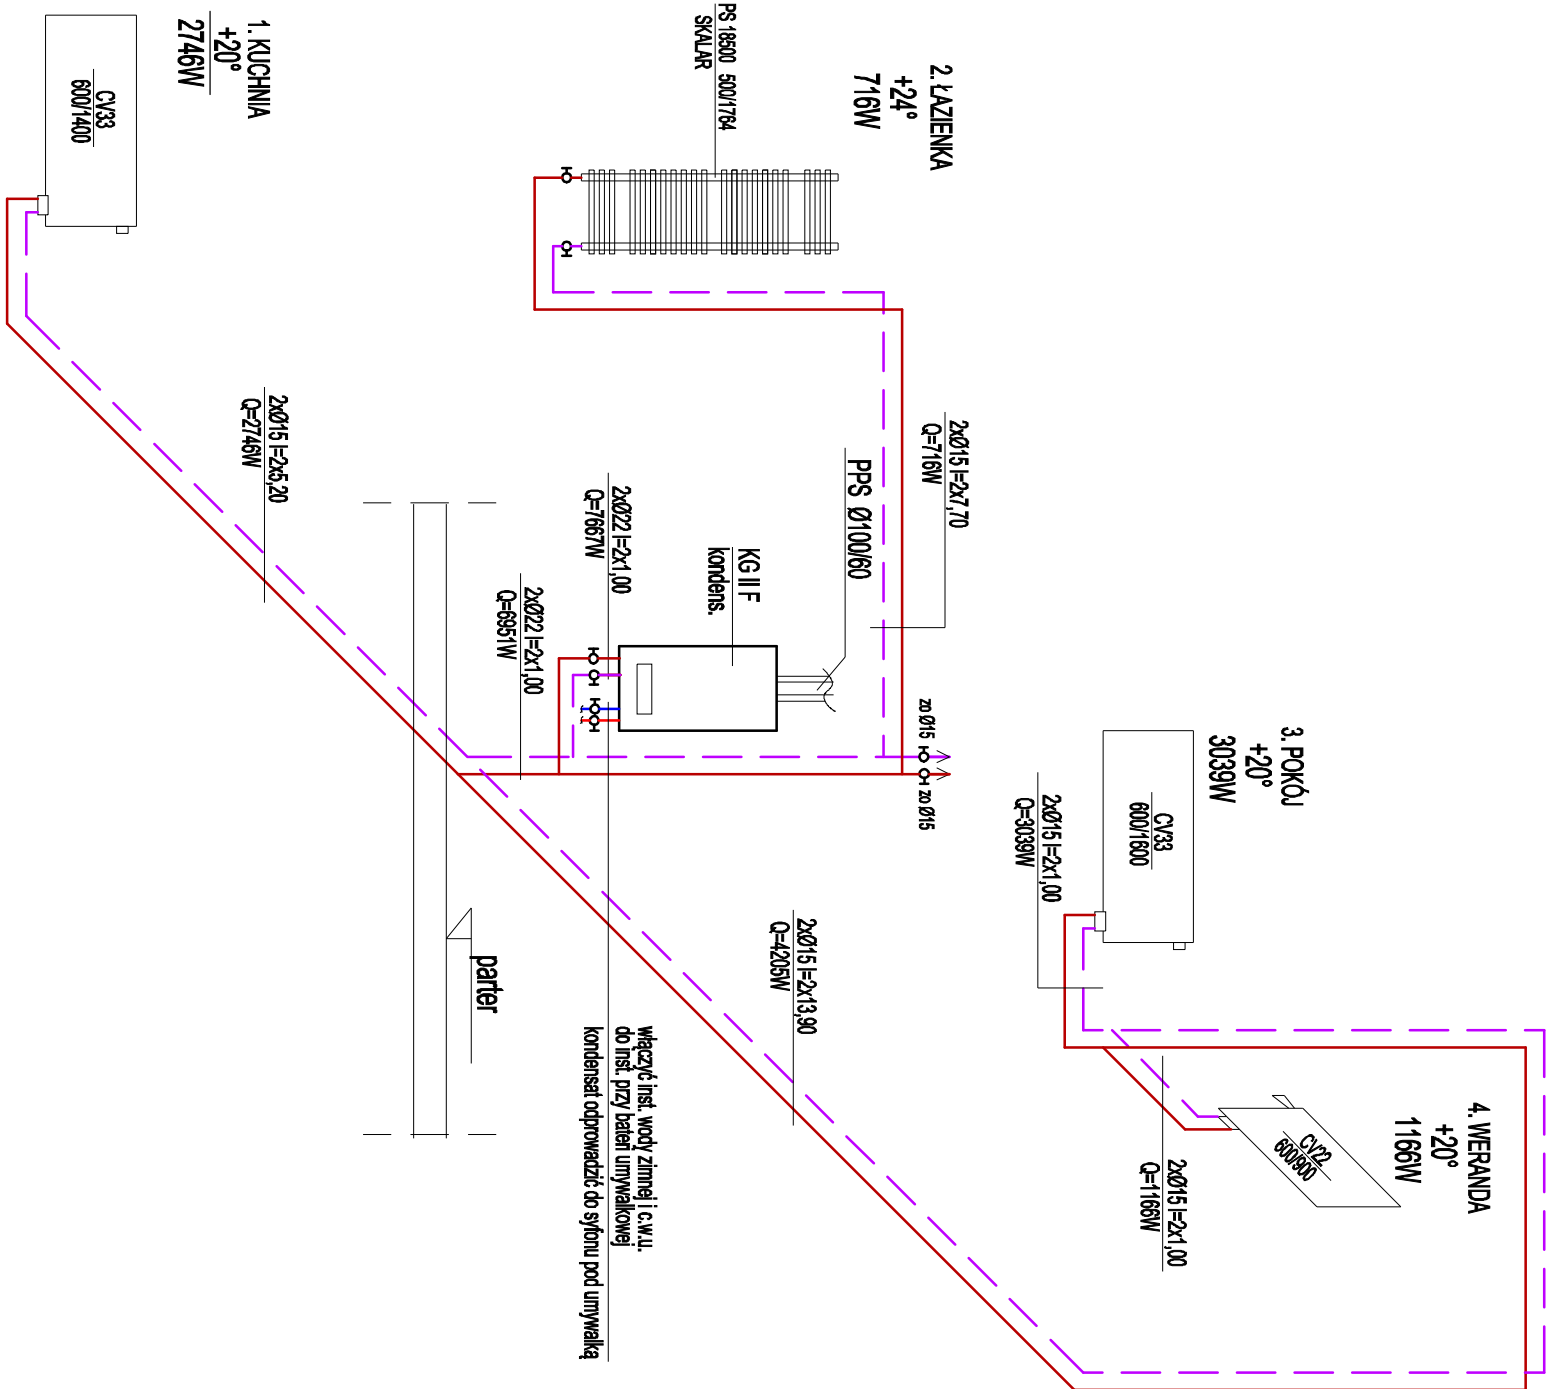 1. KUCHNIA
+20°
2746W
CV33
600/1400
PS 18500 500/1764
SKALAR
2. ŁAZIENKA
+24°
716W
2xØ15 l=2x5,20
Q=2746W
2xØ22 l=2x1,00
Q=7667W
2xØ22 l=2x1,00
Q=6951W
KG II F
kondens.
PPS Ø100/60
2xØ15 l=2x7,70
Q=716W
zo Ø15
zo Ø15
3. POKÓJ
+20°
3039W
CV33
600/1600
2xØ15 l=2x1,00
Q=3039W
2xØ15 l=2x13,90
Q=4205W
parter
włączyć inst. wody zimnej i c.w.u.
do inst. przy baterii umywalkowej
kondensat odprowadzić do syfonu pod umywalką
4. WERANDA
+20°
1166W
CV22
600/900
2xØ15 l=2x1,00
Q=1166W